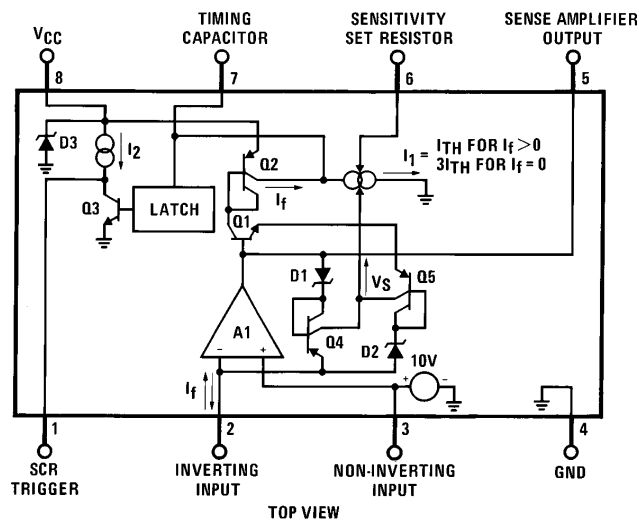 TIMING
CAPACITOR
SENSITIVITY
SET RESISTOR
SENSE AMPLIFIER
OUTPUT
VCC
8
7
6
5
D3
I2
Q2
I1 = ITH FOR If >0
3ITH FOR If = 0
Q3
LATCH
If
Q1
D1
VS
Q5
A1
Q4
D2
10V
- +
+ -
If
1
2
3
4
SCR
TRIGGER
INVERTING
INPUT
NON-INVERTING
INPUT
GND
TOP VIEW